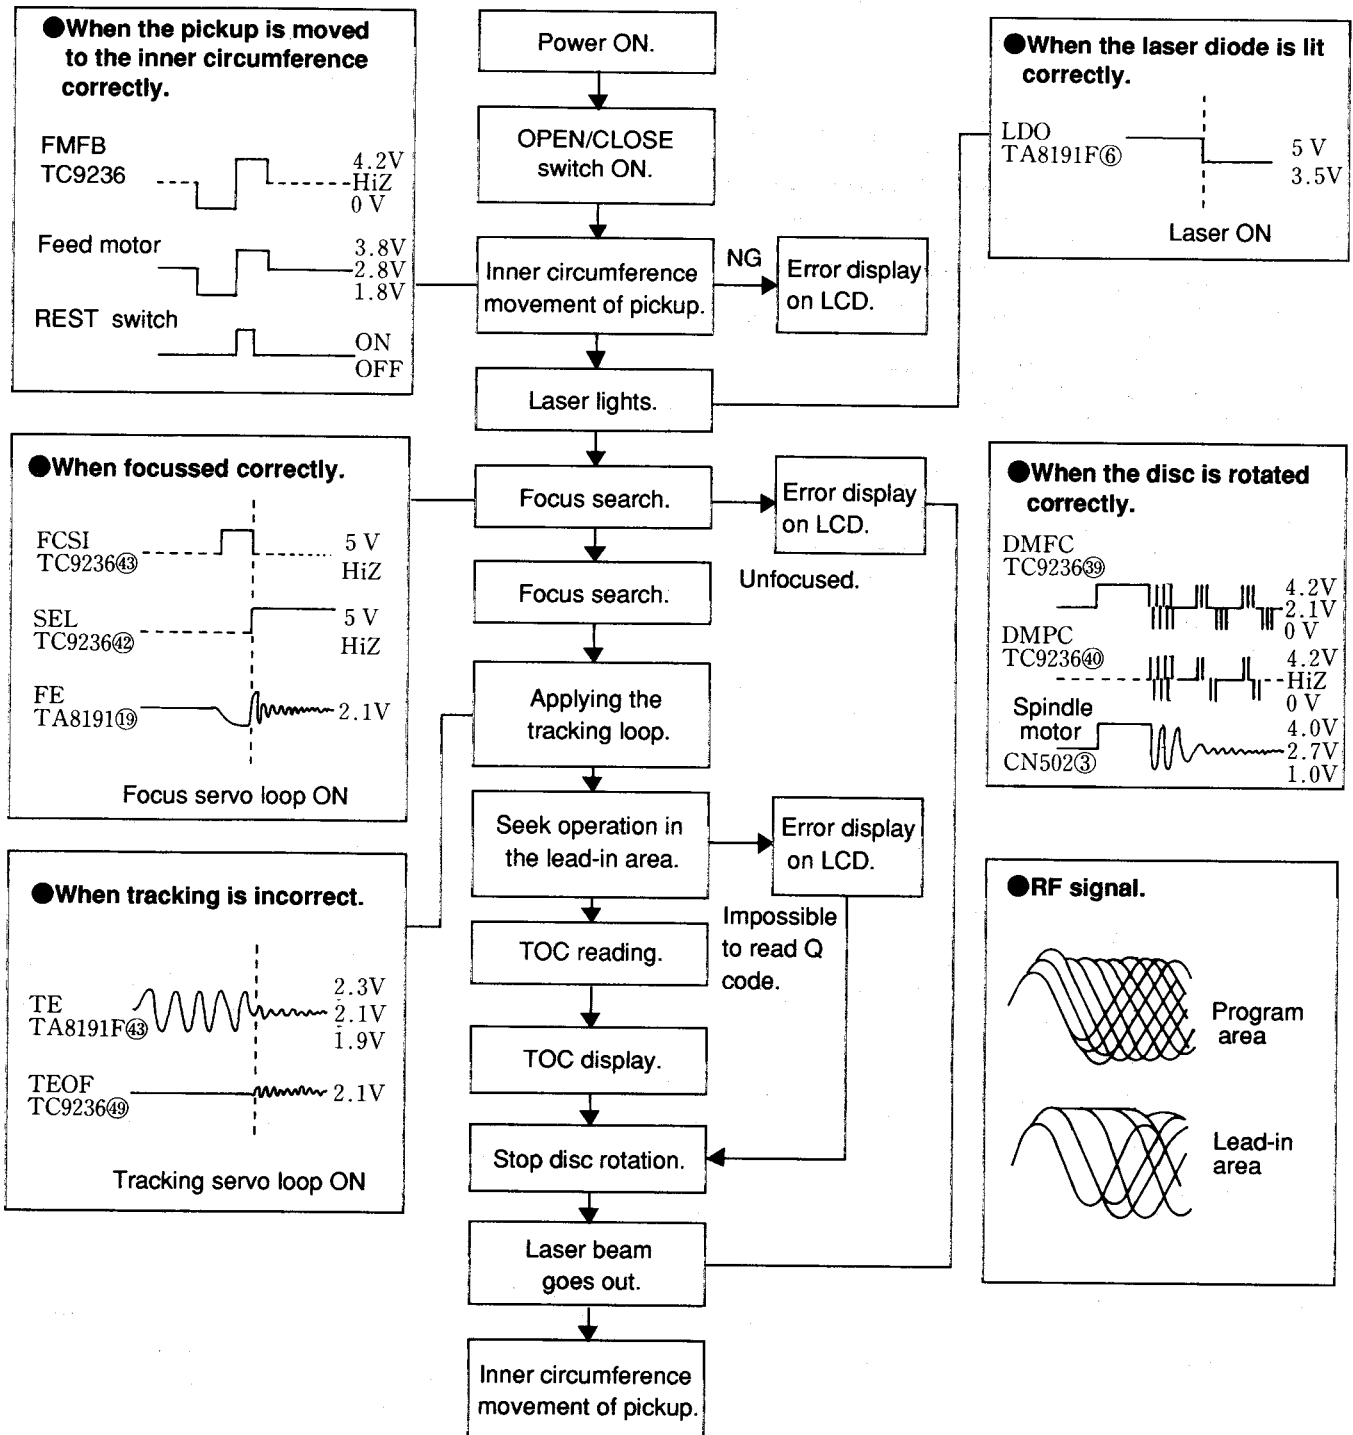 ●When the pickup is moved
to the inner circumference
correctly.
FMFB
TC9236
4.2V
HiZ
0 V
Feed motor
3.8V
2.8V
1.8V
REST switch
ON
OFF
Power ON.
OPEN/CLOSE
switch ON.
Inner circumference
movement of pickup.
NG
Error display
on LCD.
Laser lights.
●When the laser diode is lit
correctly.
LDO
TA8191F⑥
5 V
3.5V
Laser ON
●When focussed correctly.
FCSI
TC9236㊸
5 V
HiZ
SEL
TC9236㊷
5 V
HiZ
FE
TA8191⑲
2.1V
Focus servo loop ON
Focus search.
Error display
on LCD.
Unfocused.
Focus search.
Applying the
tracking loop.
Seek operation in
the lead-in area.
Error display
on LCD.
Impossible
to read Q
code.
TOC reading.
TOC display.
Stop disc rotation.
Laser beam
goes out.
Inner circumference
movement of pickup.
●When the disc is rotated
correctly.
DMFC
TC9236㊴
4.2V
2.1V
0 V
DMPC
TC9236㊵
4.2V
HiZ
0 V
Spindle
motor
CN502③
4.0V
2.7V
1.0V
●When tracking is incorrect.
TE
TA8191F㊸
2.3V
2.1V
1.9V
TEOF
TC9236㊾
2.1V
Tracking servo loop ON
●RF signal.
Program
area
Lead-in
area